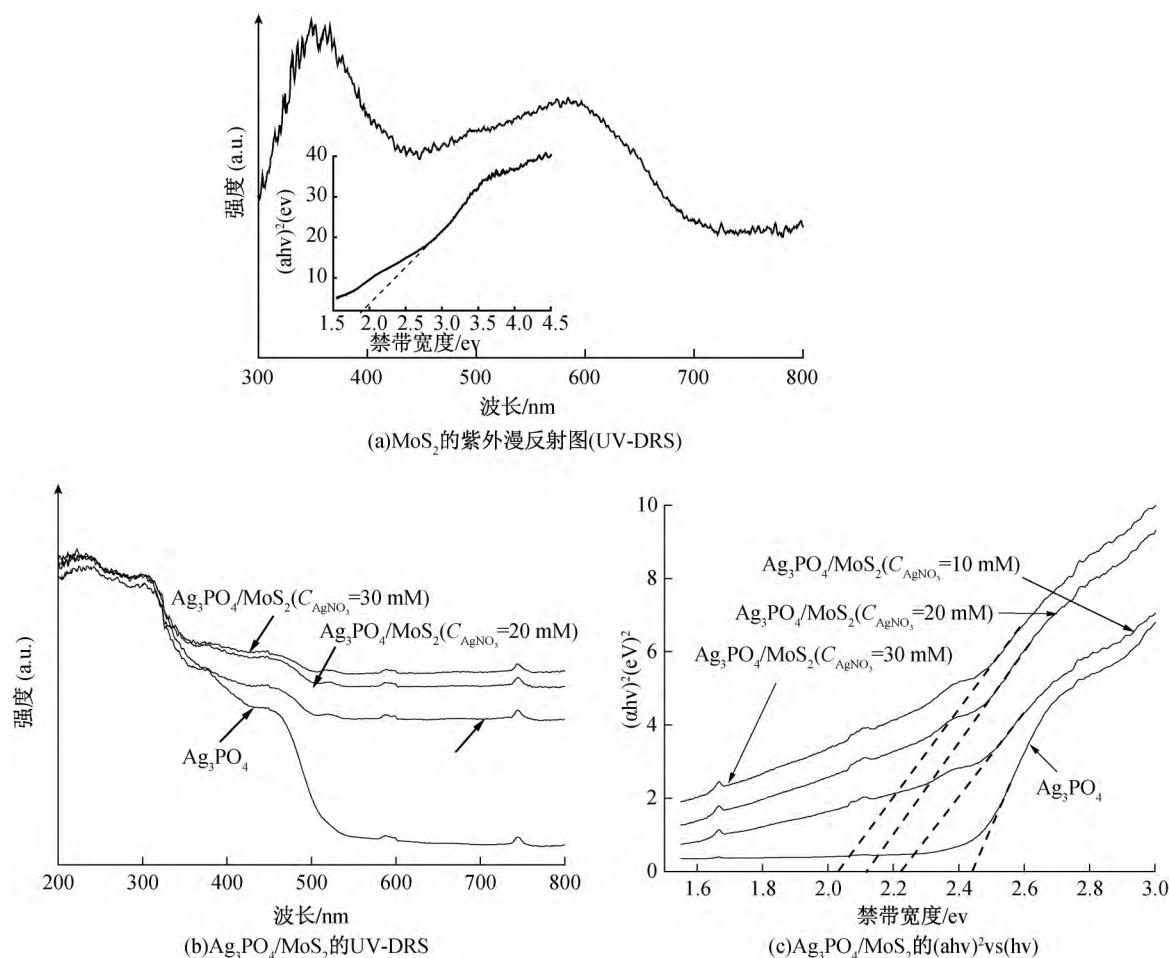 强度 (a.u.)
40
30
20
10
(ahv)²(ev)
1.5 2.0 2.5 3.0 3.5 4.0 4.5
禁带宽度/ev
300 400 500 600 700 800
波长/nm
(a)MoS₂的紫外漫反射图(UV-DRS)
强度 (a.u.)
Ag₃PO₄/MoS₂(C_AgNO₃=30 mM)
Ag₃PO₄/MoS₂(C_AgNO₃=20 mM)
Ag₃PO₄
200 300 400 500 600 700 800
波长/nm
(b)Ag₃PO₄/MoS₂的UV-DRS
(αhv)²(eV)²
10
8
6
4
2
0
Ag₃PO₄/MoS₂(C_AgNO₃=10 mM)
Ag₃PO₄/MoS₂(C_AgNO₃=20 mM)
Ag₃PO₄/MoS₂(C_AgNO₃=30 mM)
Ag₃PO₄
1.6 1.8 2.0 2.2 2.4 2.6 2.8 3.0
禁带宽度/ev
(c)Ag₃PO₄/MoS₂的(ahv)²vs(hv)